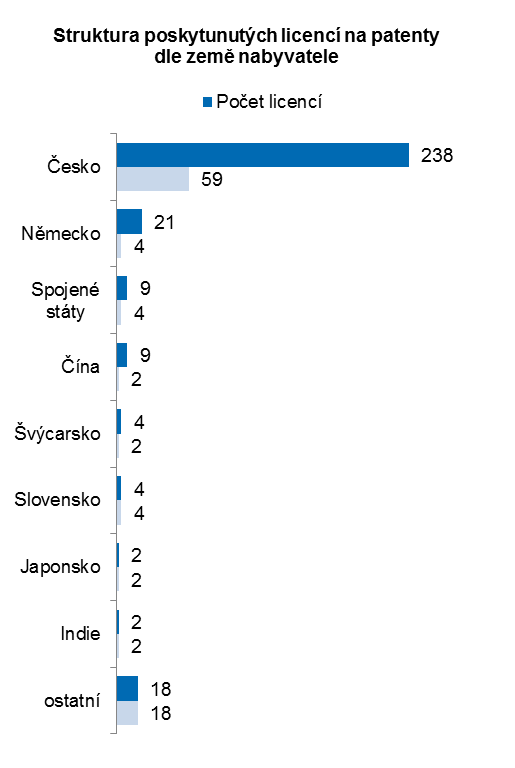 Struktura poskytunutých licencí na patenty
dle země nabyvatele
Počet licencí
Česko
238
59
Německo
21
4
Spojené
státy
9
4
Čína
9
2
Švýcarsko
4
2
Slovensko
4
4
Japonsko
2
2
Indie
2
2
ostatní
18
18